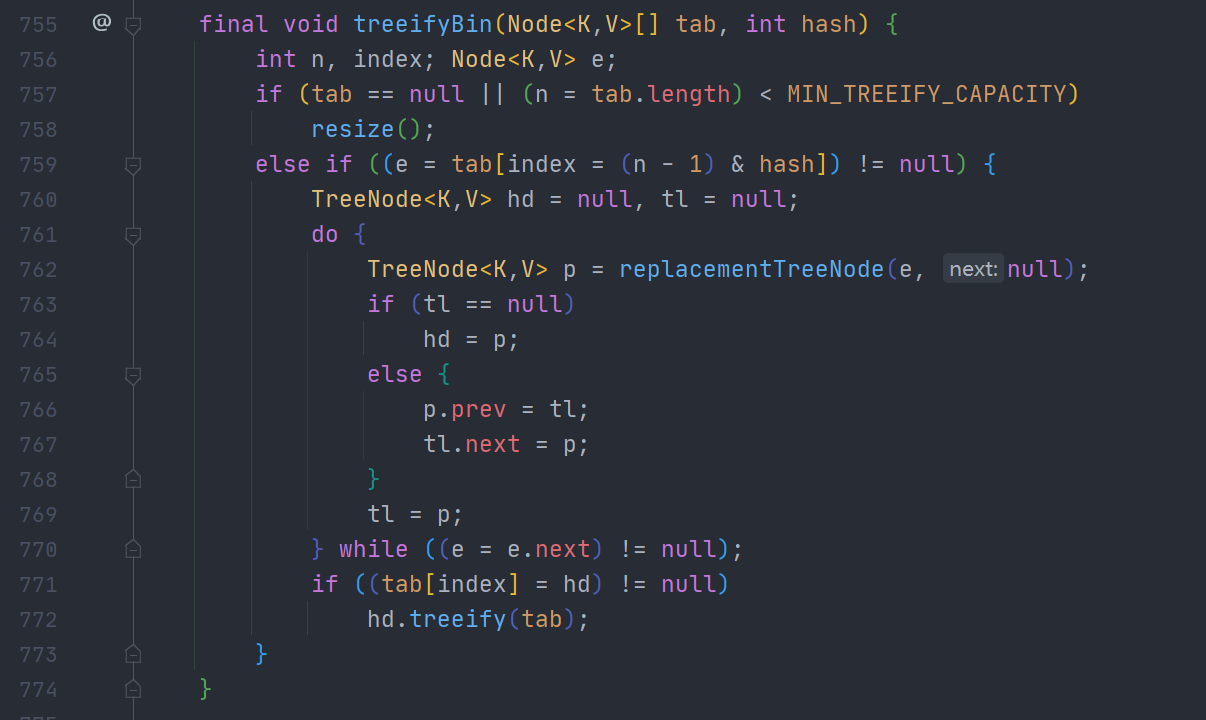 755 @ final void treeifyBin(Node<K,V>[] tab, int hash) {
756 int n, index; Node<K,V> e;
757 if (tab == null || (n = tab.length) < MIN_TREEIFY_CAPACITY)
758 resize();
759 else if ((e = tab[index = (n - 1) & hash]) != null) {
760 TreeNode<K,V> hd = null, tl = null;
761 do {
762 TreeNode<K,V> p = replacementTreeNode(e, next: null);
763 if (tl == null)
764 hd = p;
765 else {
766 p.prev = tl;
767 tl.next = p;
768 }
769 tl = p;
770 } while ((e = e.next) != null);
771 if ((tab[index] = hd) != null)
772 hd.treeify(tab);
773 }
774 }